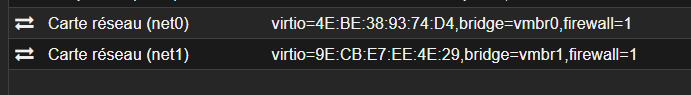 Carte réseau (net0) virtio=4E:BE:38:93:74:D4,bridge=vmbr0,firewall=1
Carte réseau (net1) virtio=9E:CB:E7:EE:4E:29,bridge=vmbr1,firewall=1